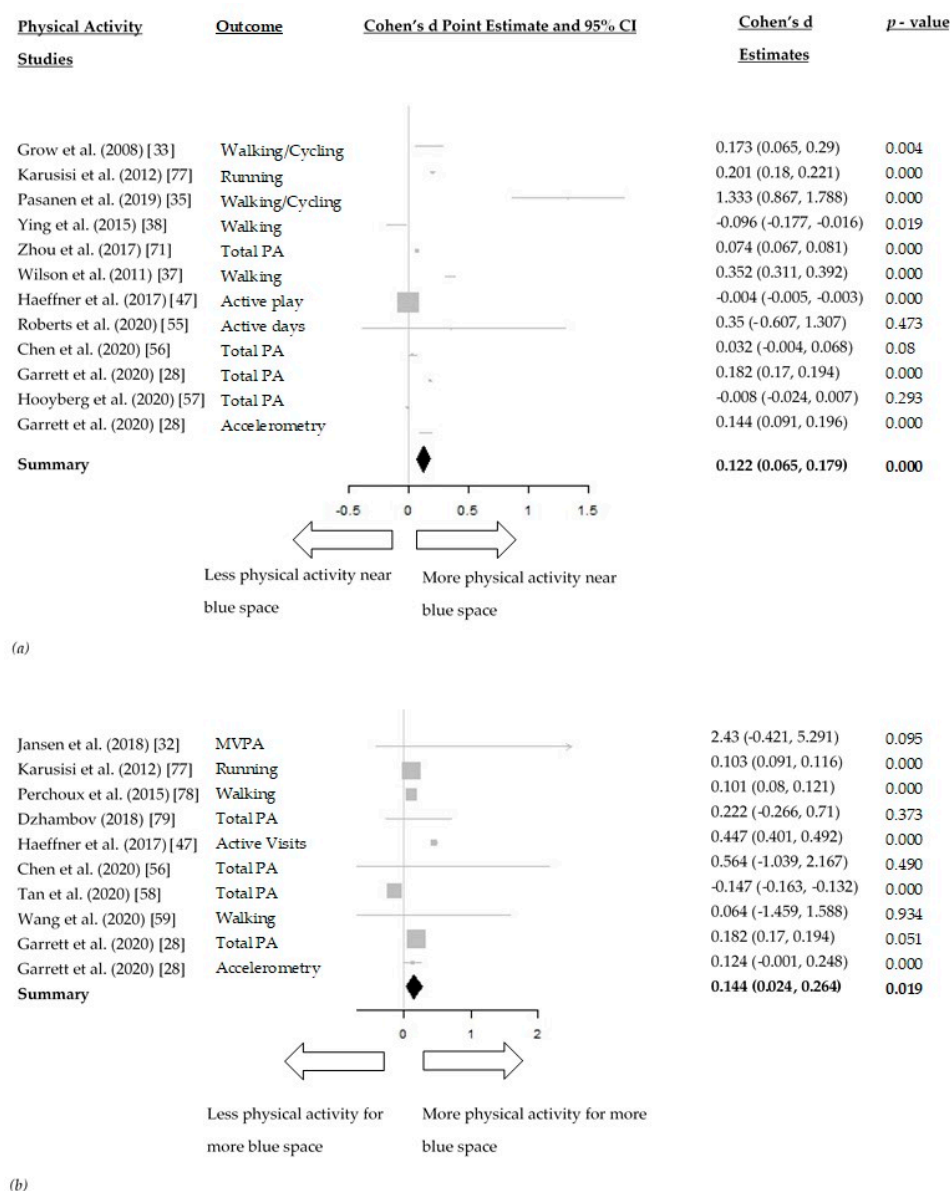 Physical Activity Studies Outcome Cohen's d Point Estimate and 95% CI Cohen's d Estimates p - value
Grow et al. (2008) [33] Walking/Cycling 0.173 (0.065, 0.29) 0.004
Karusisi et al. (2012) [77] Running 0.201 (0.18, 0.221) 0.000
Pasanen et al. (2019) [35] Walking/Cycling 1.333 (0.867, 1.788) 0.000
Ying et al. (2015) [38] Walking -0.096 (-0.177, -0.016) 0.019
Zhou et al. (2017) [71] Total PA 0.074 (0.067, 0.081) 0.000
Wilson et al. (2011) [37] Walking 0.352 (0.311, 0.392) 0.000
Haeffner et al. (2017) [47] Active play -0.004 (-0.005, -0.003) 0.000
Roberts et al. (2020) [55] Active days 0.35 (-0.607, 1.307) 0.473
Chen et al. (2020) [56] Total PA 0.032 (-0.004, 0.068) 0.08
Garrett et al. (2020) [28] Total PA 0.182 (0.17, 0.194) 0.000
Hooyberg et al. (2020) [57] Total PA -0.008 (-0.024, 0.007) 0.293
Garrett et al. (2020) [28] Accelerometry 0.144 (0.091, 0.196) 0.000
Summary 0.122 (0.065, 0.179) 0.000
-0.5 0 0.5 1 1.5
Less physical activity near More physical activity near
blue space blue space
(a)
Jansen et al. (2018) [32] MVPA 2.43 (-0.421, 5.291) 0.095
Karusisi et al. (2012) [77] Running 0.103 (0.091, 0.116) 0.000
Perchoux et al. (2015) [78] Walking 0.101 (0.08, 0.121) 0.000
Dzhambov (2018) [79] Total PA 0.222 (-0.266, 0.71) 0.373
Haeffner et al. (2017) [47] Active Visits 0.447 (0.401, 0.492) 0.000
Chen et al. (2020) [56] Total PA 0.564 (-1.039, 2.167) 0.490
Tan et al. (2020) [58] Total PA -0.147 (-0.163, -0.132) 0.000
Wang et al. (2020) [59] Walking 0.064 (-1.459, 1.588) 0.934
Garrett et al. (2020) [28] Total PA 0.182 (0.17, 0.194) 0.051
Garrett et al. (2020) [28] Accelerometry 0.124 (-0.001, 0.248) 0.000
Summary 0.144 (0.024, 0.264) 0.019
0 1 2
Less physical activity for More physical activity for more
more blue space blue space
(b)